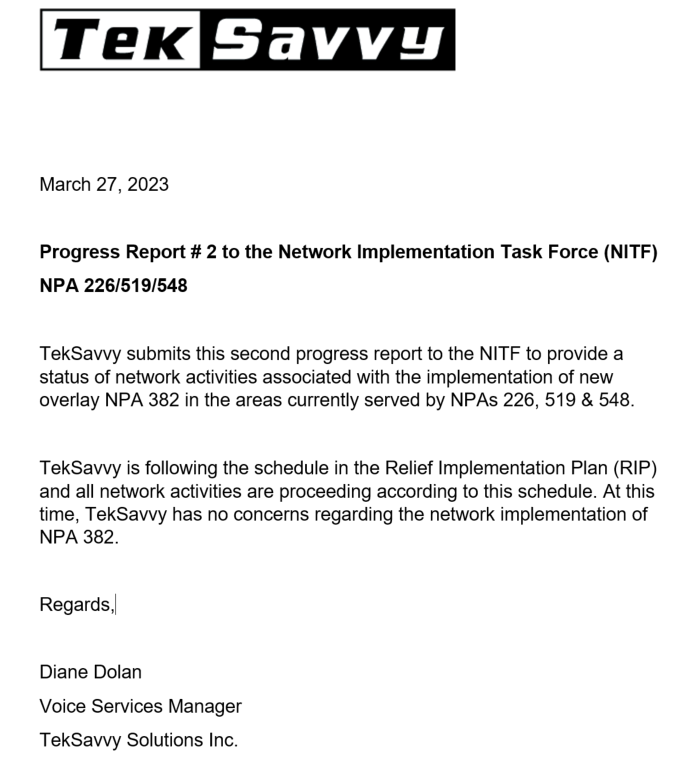 TekSavvy
March 27, 2023
Progress Report # 2 to the Network Implementation Task Force (NITF)
NPA 226/519/548
TekSavvy submits this second progress report to the NITF to provide a
status of network activities associated with the implementation of new
overlay NPA 382 in the areas currently served by NPAs 226, 519 & 548.
TekSavvy is following the schedule in the Relief Implementation Plan (RIP)
and all network activities are proceeding according to this schedule. At this
time, TekSavvy has no concerns regarding the network implementation of
NPA 382.
Regards,
Diane Dolan
Voice Services Manager
TekSavvy Solutions Inc.